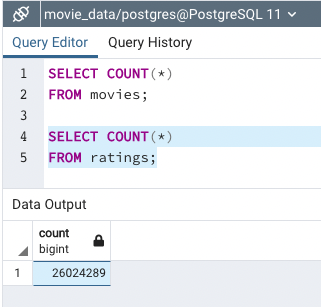 movie_data/postgres@PostgreSQL 11
Query Editor Query History
1 SELECT COUNT(*)
2 FROM movies;
3
4 SELECT COUNT(*)
5 FROM ratings;
Data Output
count
bigint
1 26024289